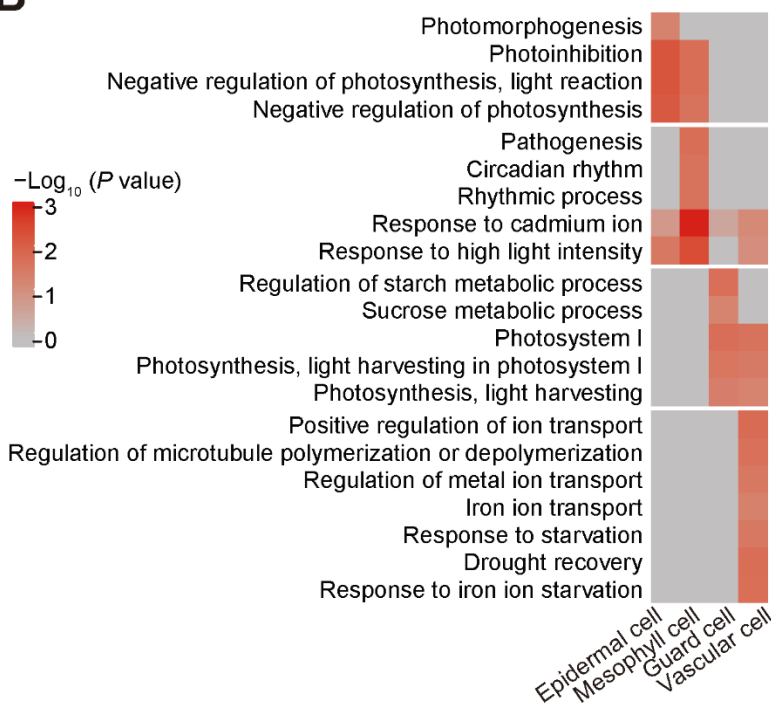 Photomorphogenesis
Photoinhibition
Negative regulation of photosynthesis, light reaction
Negative regulation of photosynthesis
Pathogenesis
Circadian rhythm
Rhythmic process
Response to cadmium ion
Response to high light intensity
Regulation of starch metabolic process
Sucrose metabolic process
Photosystem I
Photosynthesis, light harvesting in photosystem I
Photosynthesis, light harvesting
Positive regulation of ion transport
Regulation of microtubule polymerization or depolymerization
Regulation of metal ion transport
Iron ion transport
Response to starvation
Drought recovery
Response to iron ion starvation
−Log10 (P value)
3
2
1
0
Epidermal cell
Mesophyll cell
Guard cell
Vascular cell